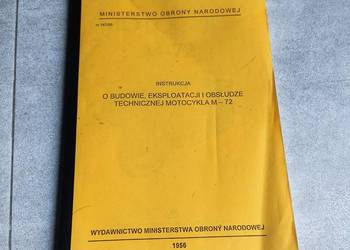 MINISTERSTWO OBRONY NARODOWEJ
INSTRUKCJA
O BUDOWIE, EKSPLOATACJI I OBSŁUDZE
TECHNICZNEJ MOTOCYKLA M – 72
WYDAWNICTWO MINISTERSTWA OBRONY NARODOWEJ
1956